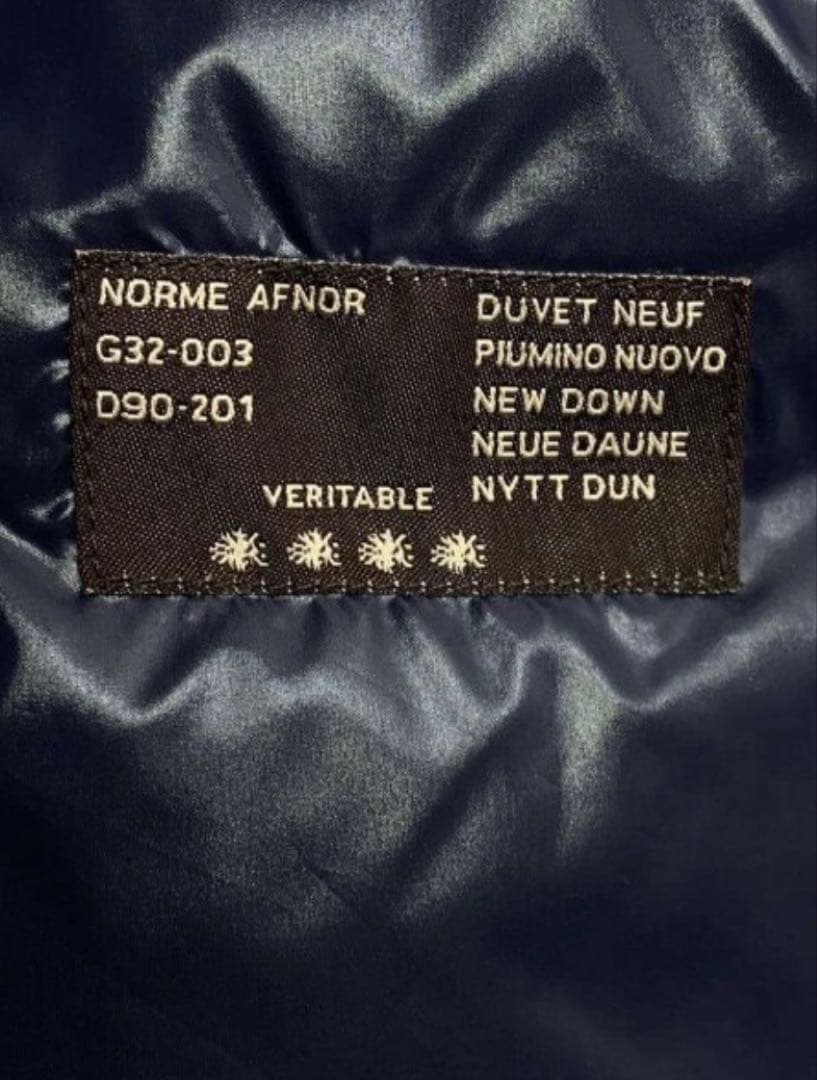 NORME AFNOR
G32-003
D90-201
VERITABLE
DUVET NEUF
PIUMINO NUOVO
NEW DOWN
NEUE DAUNE
NYTT DUN